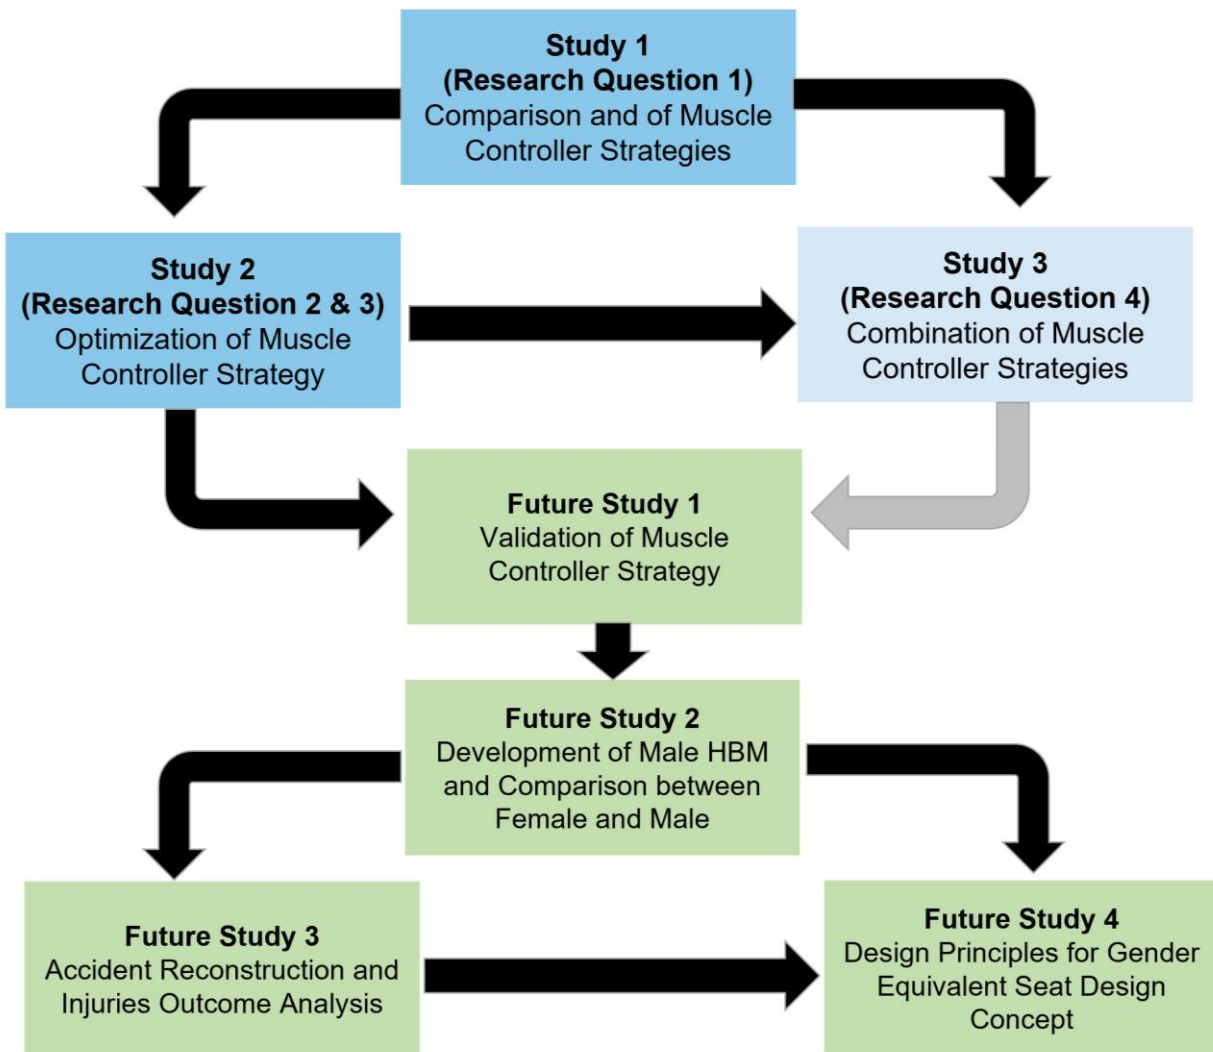 Study 1
(Research Question 1)
Comparison and of Muscle
Controller Strategies
Study 2
(Research Question 2 & 3)
Optimization of Muscle
Controller Strategy
Study 3
(Research Question 4)
Combination of Muscle
Controller Strategies
Future Study 1
Validation of Muscle
Controller Strategy
Future Study 2
Development of Male HBM
and Comparison between
Female and Male
Future Study 3
Accident Reconstruction and
Injuries Outcome Analysis
Future Study 4
Design Principles for Gender
Equivalent Seat Design
Concept